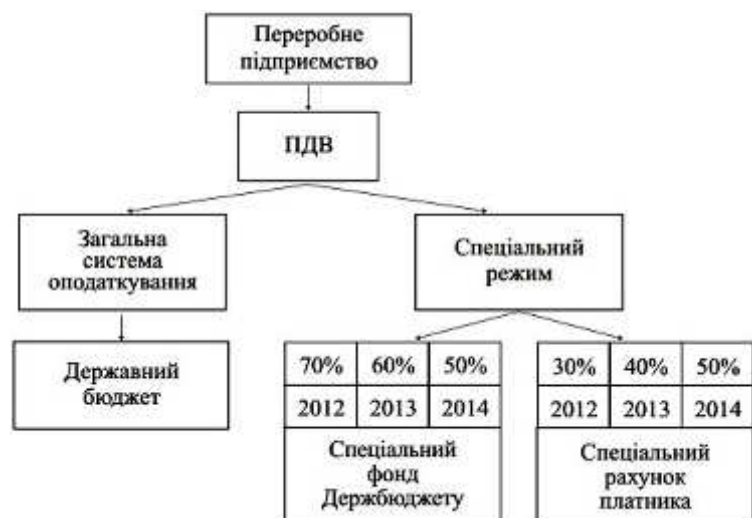 Переробне
підприємство
ПДВ
Загальна
система
оподаткування
Спеціальний
режим
Державний
бюджет
70% 60% 50%
2012 2013 2014
Спеціальний
фонд
Держбюджету
30% 40% 50%
2012 2013 2014
Спеціальний
рахунок
платника